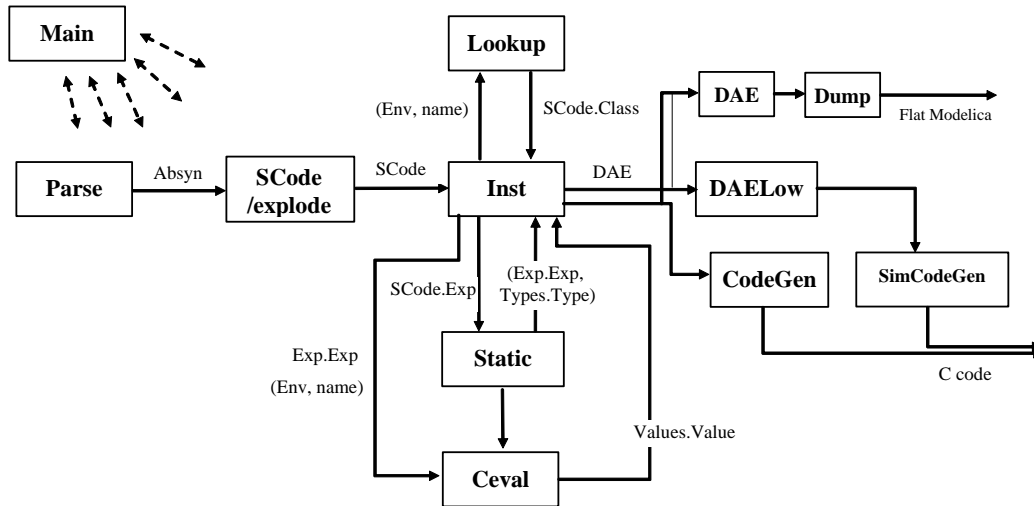 Main
Lookup
(Env, name)
SCode.Class
DAE
Dump
Flat Modelica
Parse
Absyn
SCode
/explode
SCode
Inst
DAE
DAELow
SCode.Exp
(Exp.Exp,
Types.Type)
CodeGen
SimCodeGen
Exp.Exp
(Env, name)
Static
C code
Values.Value
Ceval